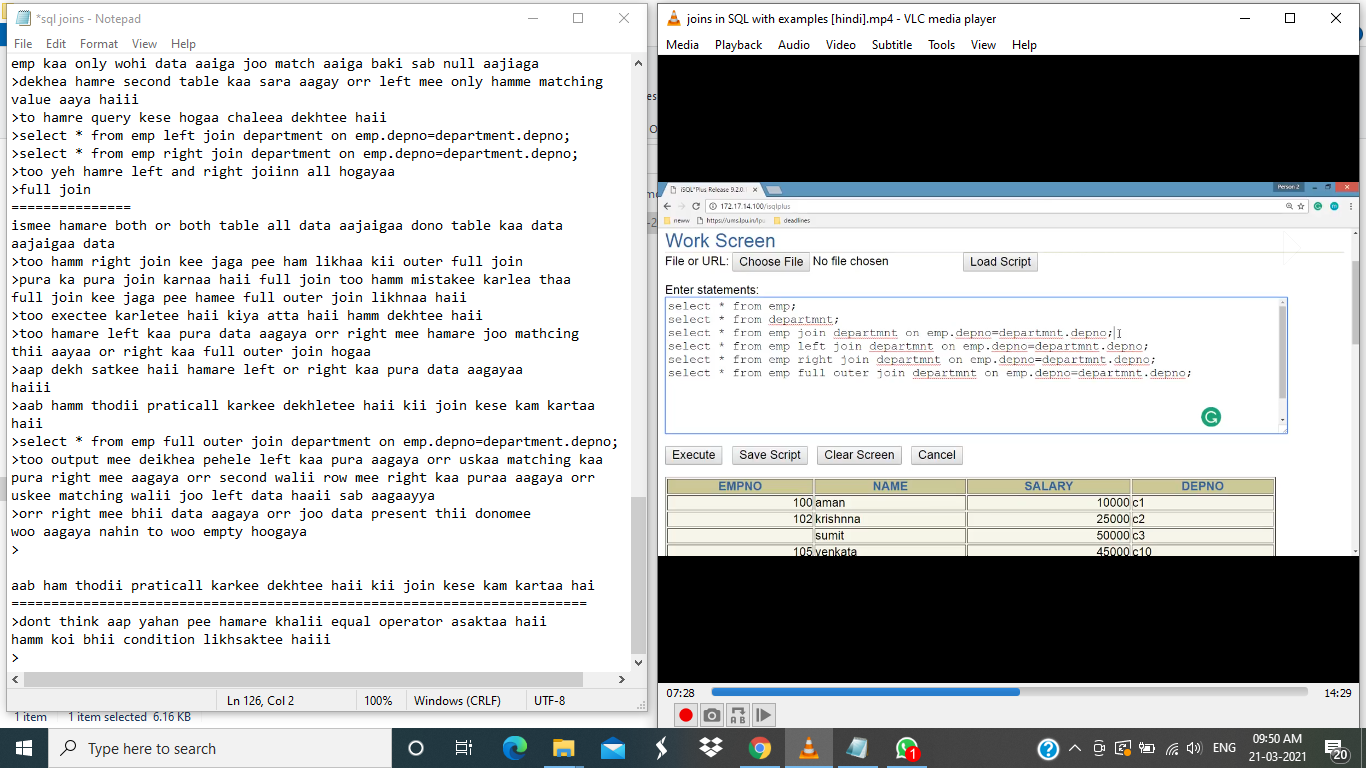 *sql joins - Notepad
File Edit Format View Help
emp kaa only wohi data aaiga joo match aaiga baki sab null aajiaga
>dekhea hamre second table kaa sara aagay orr left mee only hamme matching
value aaya haiii
>to hamre query kese hogaa chaleea dekhtee haii
>select * from emp left join department on emp.depno=department.depno;
>select * from emp right join department on emp.depno=department.depno;
>too yeh hamre left and right joiinn all hogayaa
>full join
===============
ismee hamare both or both table all data aajaigaa dono table kaa data
aajaigaa data
>too hamm right join kee jaga pee ham likhaa kii outer full join
>pura ka pura join karnaa haii full join too hamm mistakee karlea thaa
full join kee jaga pee hamee full outer join likhnaa haii
>too exectee karletee haii kiya atta haii hamm dekhtee haii
>too hamare left kaa pura data aagaya orr right mee hamare joo mathcing
thii aayaa or right kaa full outer join hogaa
>aap dekh satkee haii hamare left or right kaa pura data aagayaa
haiii
>aab hamm thodii praticall karkee dekhletee haii kii join kese kam kartaa
haii
>select * from emp full outer join department on emp.depno=department.depno;
>too output mee deikhea pehele left kaa pura aagaya orr uskaa matching kaa
pura right mee aagaya orr second walii row mee right kaa puraa aagaya orr
uskee matching walii joo left data haaii sab aagaayya
>orr right mee bhii data aagaya orr joo data present thii donomee
woo aagaya nahin to woo empty hoogaya
>
aab ham thodii praticall karkee dekhtee haii kii join kese kam kartaa hai
=========================================================================
>dont think aap yahan pee hamare khalii equal operator asaktaa haii
hamm koi bhii condition likhsaktee haiii
>
Ln 126, Col 2 100% Windows (CRLF) UTF-8
1 item 1 item selected 6.16 KB
joins in SQL with examples [hindi].mp4 - VLC media player
Media Playback Audio Video Subtitle Tools View Help
iSQL*Plus Release 9.2.0. Person 2
172.17.14.100/isqlplus
neww https://ums.lpu.in/lpu deadlines
Work Screen
File or URL: Choose File No file chosen Load Script
Enter statements:
select * from emp;
select * from departmnt;
select * from emp join departmnt on emp.depno=departmnt.depno;
select * from emp left join departmnt on emp.depno=departmnt.depno;
select * from emp right join departmnt on emp.depno=departmnt.depno;
select * from emp full outer join departmnt on emp.depno=departmnt.depno;
Execute Save Script Clear Screen Cancel
EMPNO NAME SALARY DEPNO
100 aman 10000 c1
102 krishnna 25000 c2
sumit 50000 c3
105 venkata 45000 c10
07:28 14:29
Type here to search
1
ENG
09:50 AM
21-03-2021
20